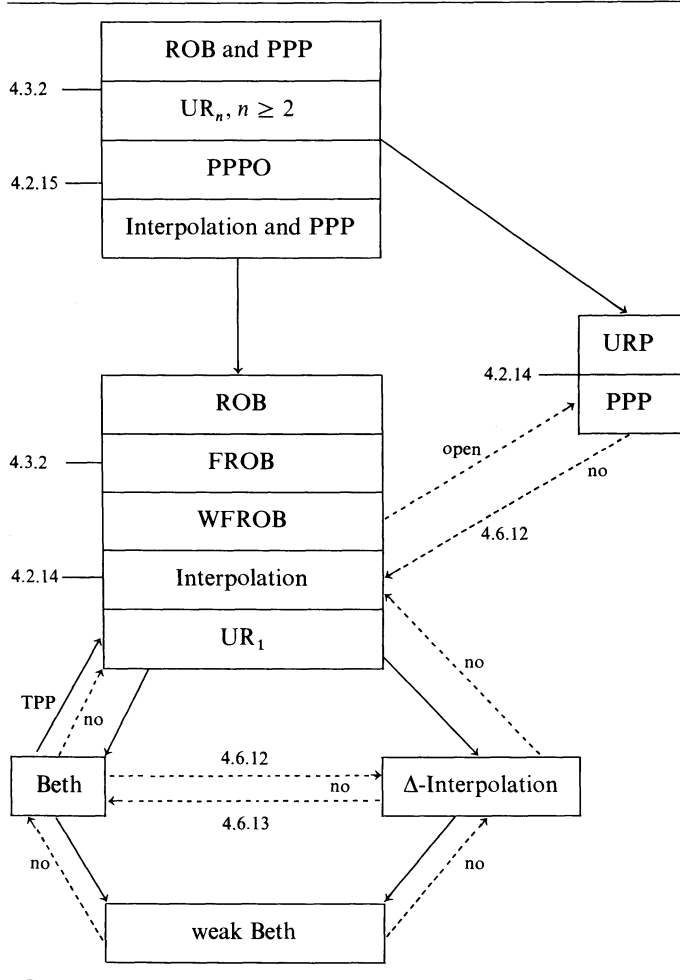 ROB and PPP
4.3.2
URₙ, n ≥ 2
PPPO
4.2.15
Interpolation and PPP
URP
4.2.14
PPP
ROB
open
FROB
4.3.2
no
WFROB
4.6.12
Interpolation
4.2.14
UR₁
no
TPP
no
4.6.12
Beth
no
Δ-Interpolation
4.6.13
no
no
weak Beth